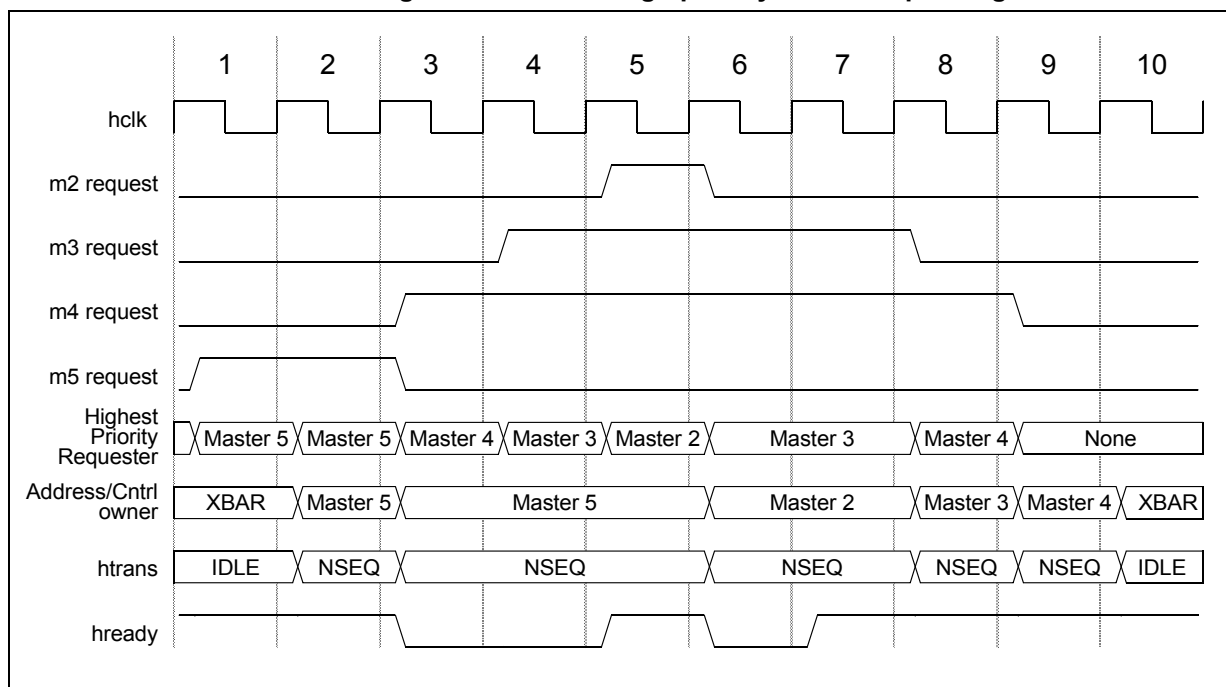 1 2 3 4 5 6 7 8 9 10
hclk
m2 request
m3 request
m4 request
m5 request
Highest
Priority
Requester
Master 5 Master 5 Master 4 Master 3 Master 2 Master 3 Master 4 None
Address/Cntrl
owner
XBAR Master 5 Master 5 Master 2 Master 3 Master 4 XBAR
htrans IDLE NSEQ NSEQ NSEQ NSEQ NSEQ IDLE
hready